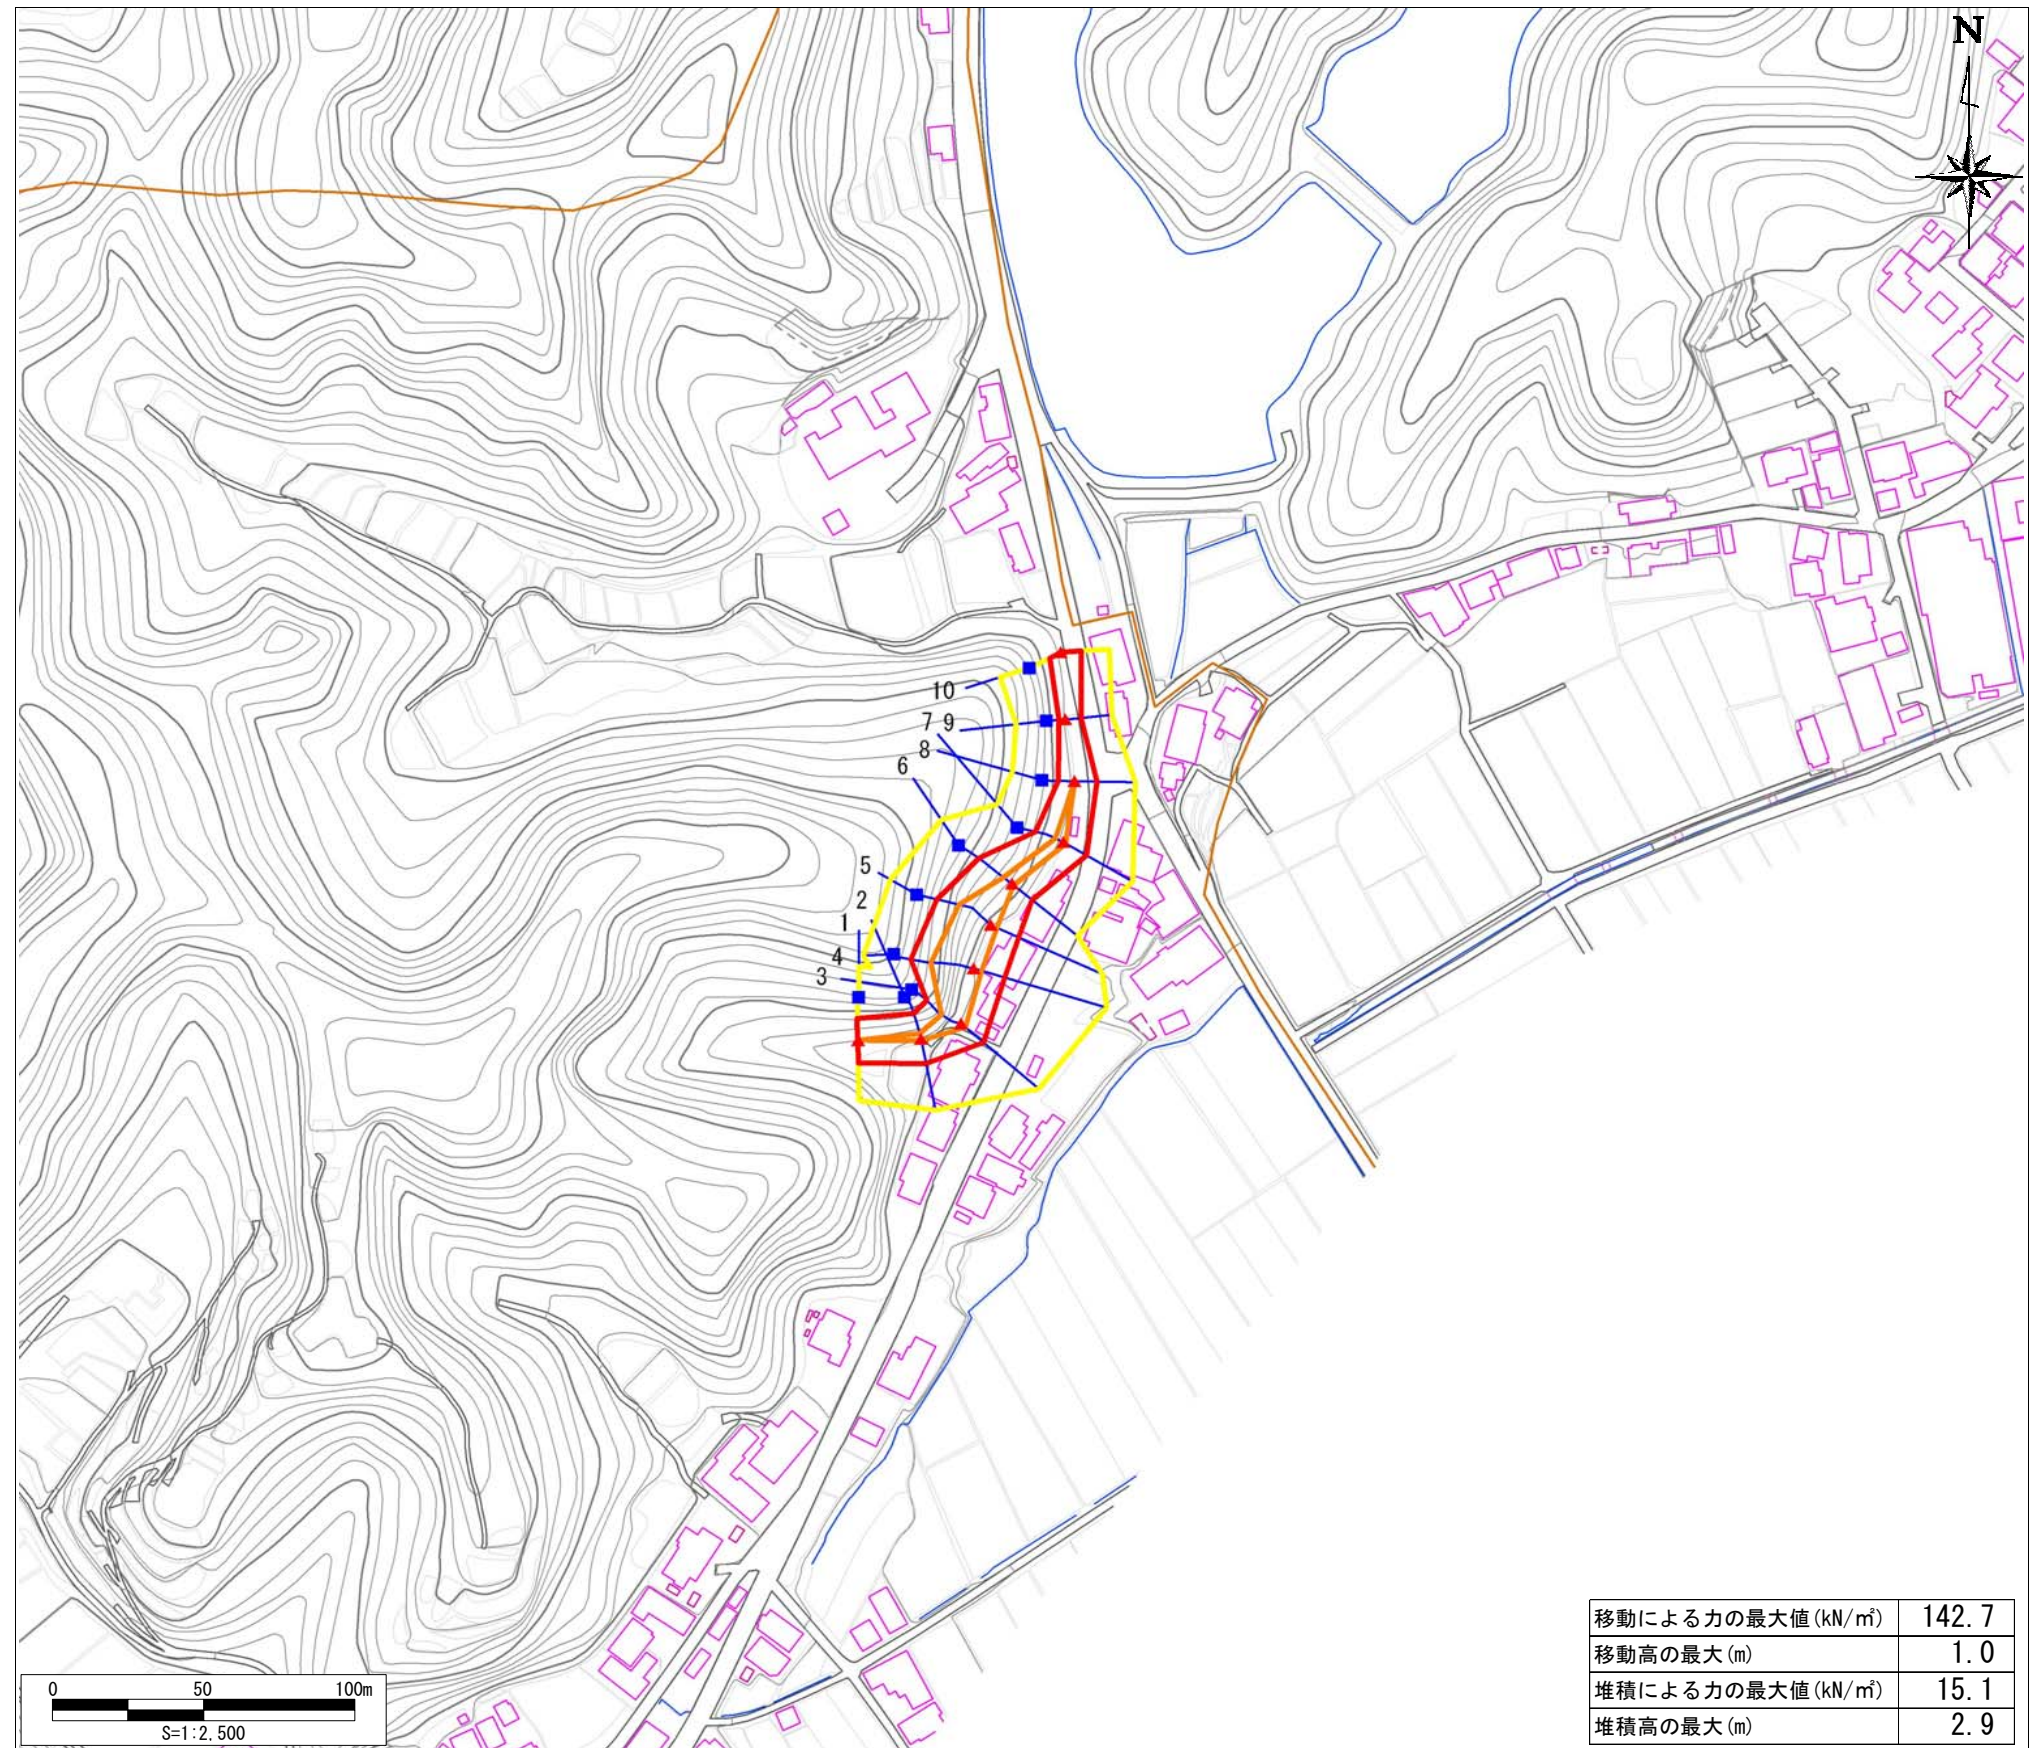 N
10
7 9
8
6
5
2
1
4
3
移動による力の最大値(kN/㎡) 142.7
移動高の最大(m) 1.0
堆積による力の最大値(kN/㎡) 15.1
堆積高の最大(m) 2.9
0 50 100m
S=1:2,500